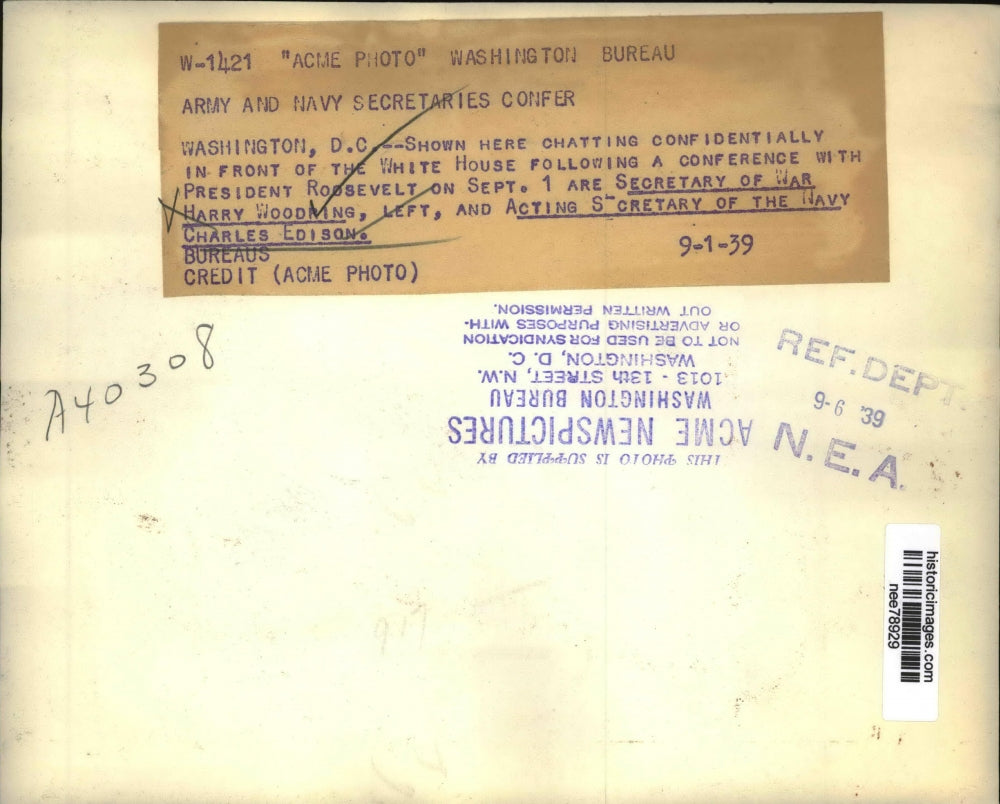 W-1421 "ACME PHOTO" WASHINGTON BUREAU
ARMY AND NAVY SECRETARIES CONFER
WASHINGTON, D.C.--SHOWN HERE CHATTING CONFIDENTIALLY
IN FRONT OF THE WHITE HOUSE FOLLOWING A CONFERENCE WITH
PRESIDENT ROOSEVELT ON SEPT. 1 ARE SECRETARY OF WAR
HARRY WOODRING, LEFT, AND ACTING S-CRETARY OF THE NAVY
CHARLES EDISON.
BUREAUS 9-1-39
CREDIT (ACME PHOTO)
A40308
THIS PHOTO IS SUPPLIED BY
ACME NEWSPICTURES
WASHINGTON BUREAU
1013 - 13th STREET, N.W.
WASHINGTON, D. C.
NOT TO BE USED FOR SYNDICATION
OR ADVERTISING PURPOSES WITH-
OUT WRITTEN PERMISSION.
REF. DEPT.
9-6 '39
N.E.A.
historicimages.com
nee78929